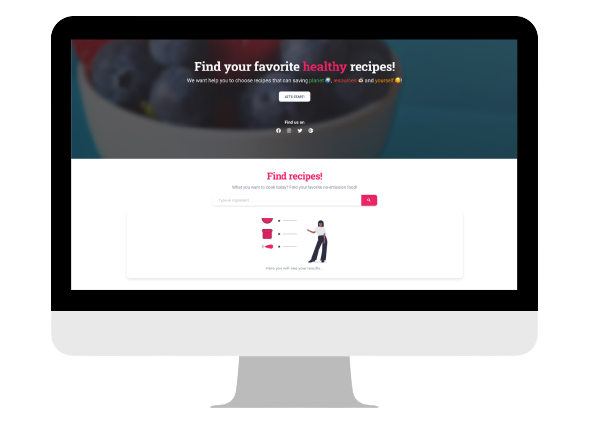 Find your favorite healthy recipes!
We want help you to choose recipes that can saving planet 🌍, resources and yourself 😊!
LET'S START!
Find us on
Find recipes!
What you want to cook today? Find your favorite no-emission food!
Type an ingredient...
Here you will see your results...